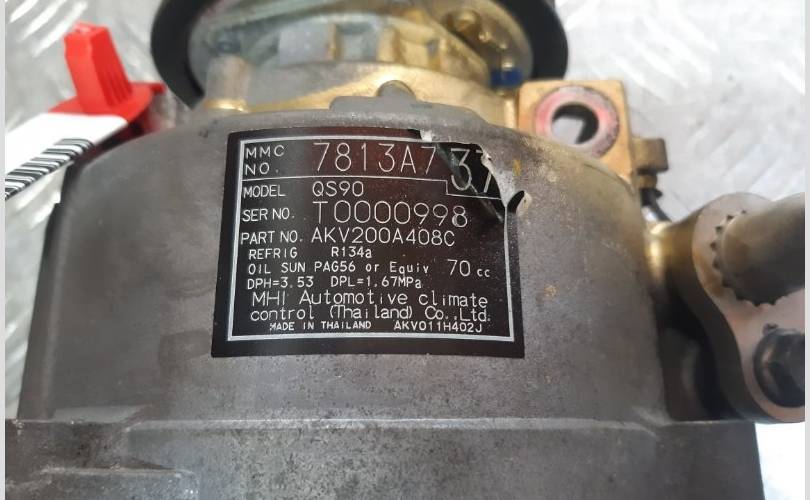 MMC NO. 7813A737
MODEL QS90
SER NO. T0000998
PART NO. AKV200A408C
REFRIG R134a
OIL SUN PAG56 or Equiv 70 cc
DPH=3.53 DPL=1.67MPa
MHI Automotive climate
control (Thailand) Co.,Ltd.
MADE IN THAILAND AKV011H402J